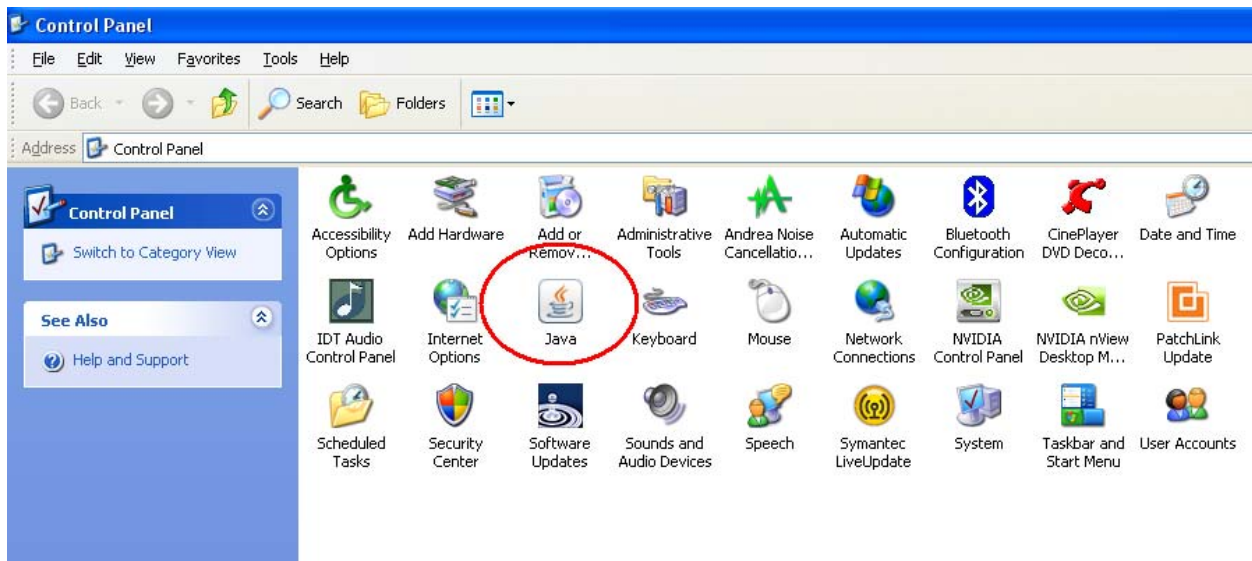 Control Panel
File Edit View Favorites Tools Help
Back Search Folders
Address Control Panel
Control Panel
Switch to Category View
See Also
Help and Support
Accessibility Options
Add Hardware
Add or Remov...
Administrative Tools
Andrea Noise Cancellatio...
Automatic Updates
Bluetooth Configuration
CinePlayer DVD Deco...
Date and Time
IDT Audio Control Panel
Internet Options
Java
Keyboard
Mouse
Network Connections
NVIDIA Control Panel
NVIDIA nView Desktop M...
PatchLink Update
Scheduled Tasks
Security Center
Software Updates
Sounds and Audio Devices
Speech
Symantec LiveUpdate
System
Taskbar and Start Menu
User Accounts